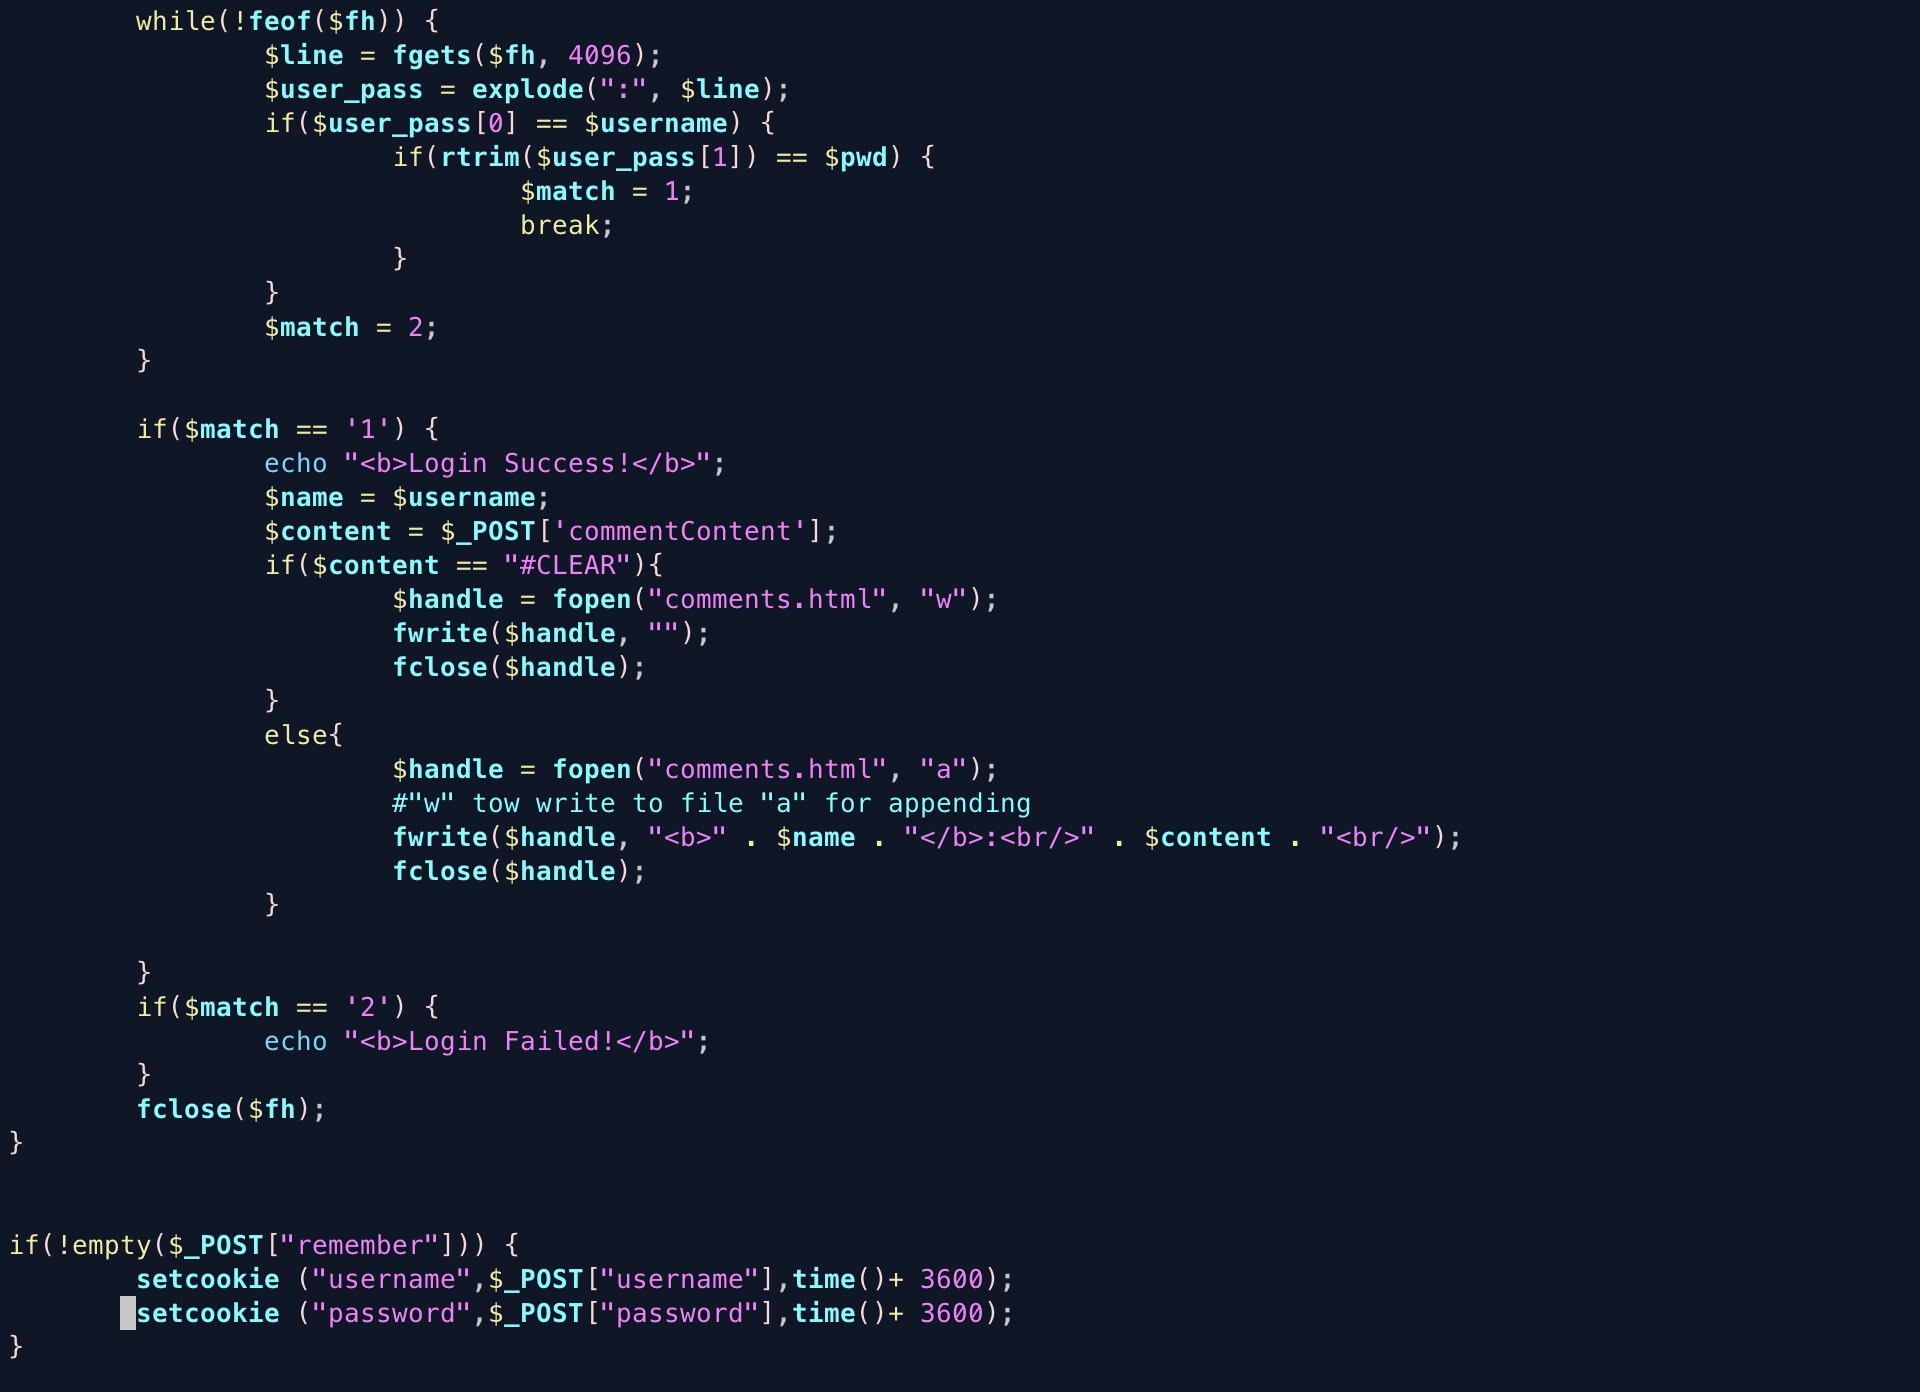 while(!feof($fh)) {
$line = fgets($fh, 4096);
$user_pass = explode(":", $line);
if($user_pass[0] == $username) {
if(rtrim($user_pass[1]) == $pwd) {
$match = 1;
break;
}
}
$match = 2;
}
if($match == '1') {
echo "<b>Login Success!</b>";
$name = $username;
$content = $_POST['commentContent'];
if($content == "#CLEAR"){
$handle = fopen("comments.html", "w");
fwrite($handle, "");
fclose($handle);
}
else{
$handle = fopen("comments.html", "a");
#"w" tow write to file "a" for appending
fwrite($handle, "<b>" . $name . "</b>:<br/>" . $content . "<br/>");
fclose($handle);
}
}
if($match == '2') {
echo "<b>Login Failed!</b>";
}
fclose($fh);
}
if(!empty($_POST["remember"])) {
setcookie ("username",$_POST["username"],time()+ 3600);
setcookie ("password",$_POST["password"],time()+ 3600);
}